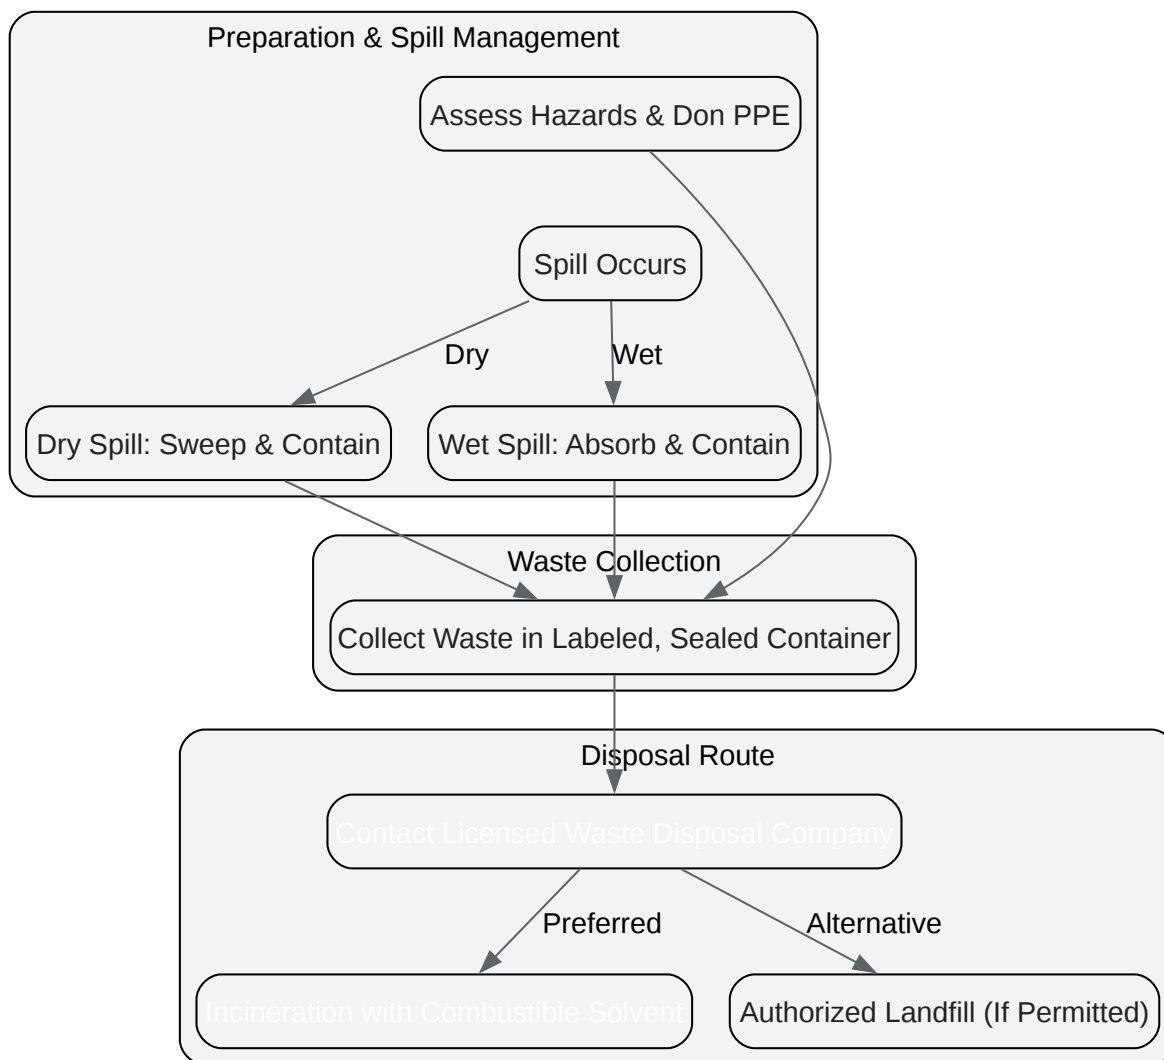 Preparation & Spill Management
Assess Hazards & Don PPE
Spill Occurs
Dry
Wet
Dry Spill: Sweep & Contain
Wet Spill: Absorb & Contain
Waste Collection
Collect Waste in Labeled, Sealed Container
Disposal Route
Contact Licensed Waste Disposal Company
Preferred
Alternative
Incineration with Combustible Solvent
Authorized Landfill (If Permitted)